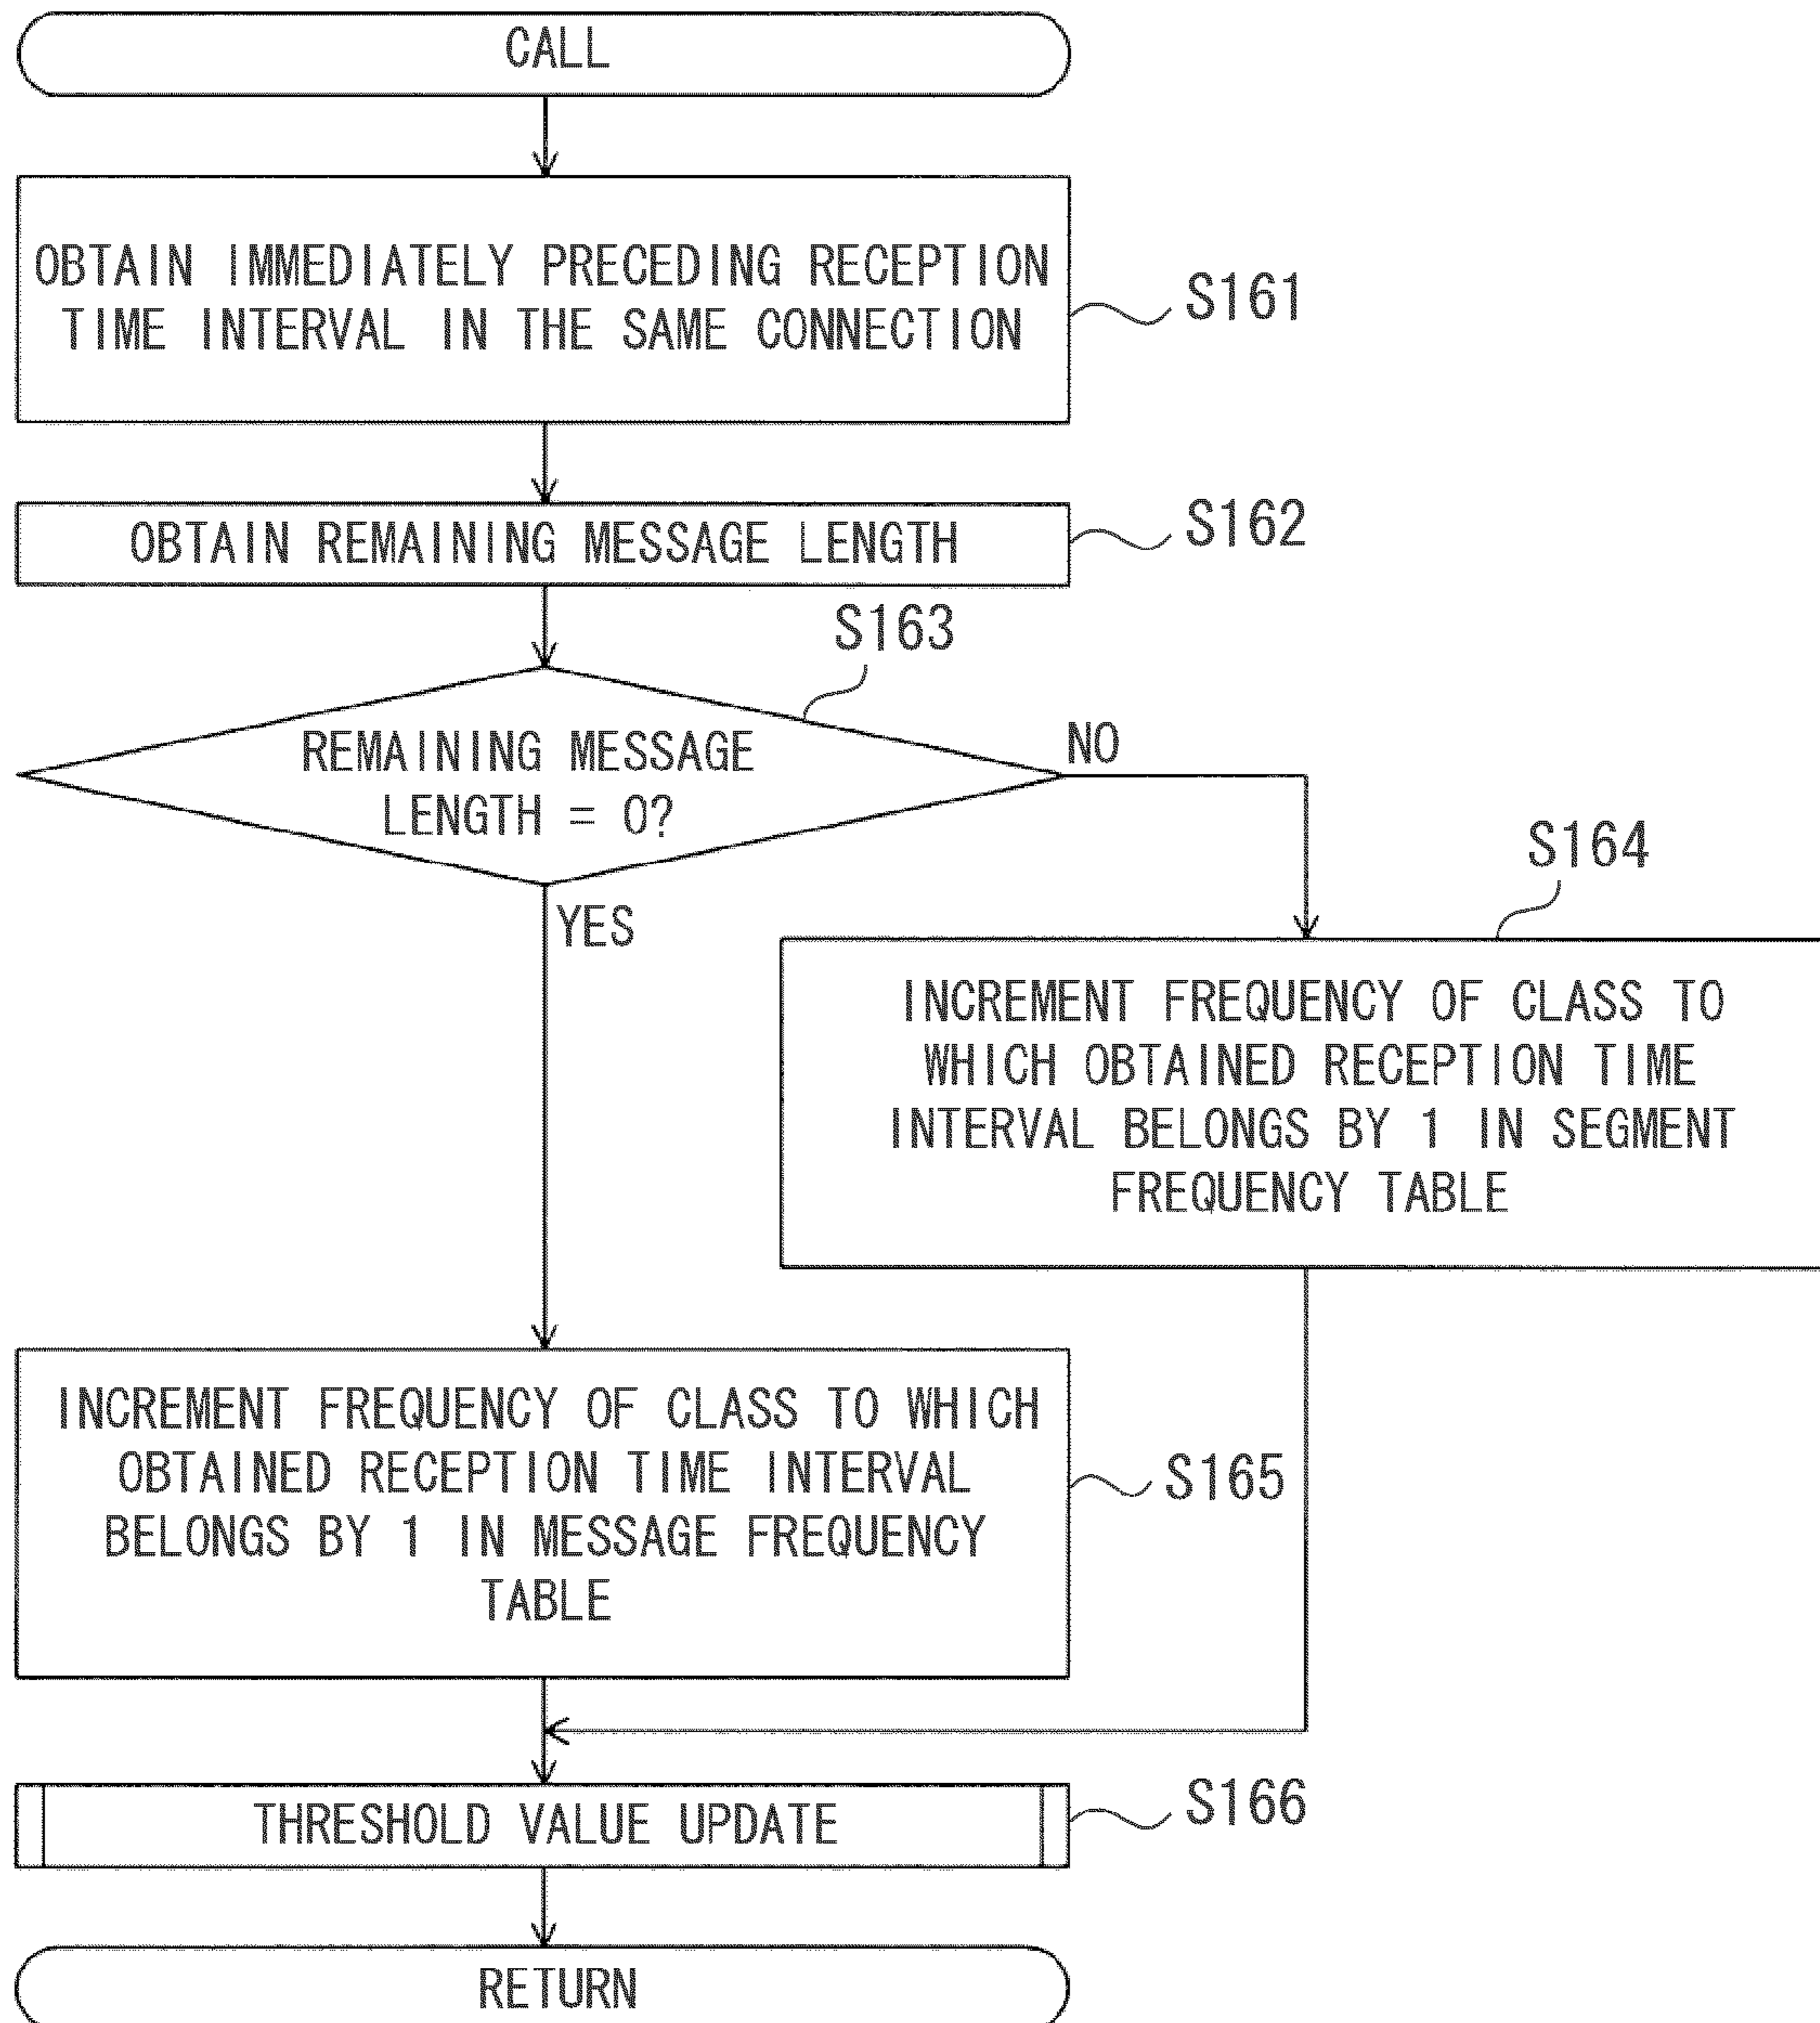 CALL
OBTAIN IMMEDIATELY PRECEDING RECEPTION
TIME INTERVAL IN THE SAME CONNECTION
S161
OBTAIN REMAINING MESSAGE LENGTH
S162
S163
REMAINING MESSAGE
LENGTH = 0?
NO
YES
S164
INCREMENT FREQUENCY OF CLASS TO
WHICH OBTAINED RECEPTION TIME
INTERVAL BELONGS BY 1 IN SEGMENT
FREQUENCY TABLE
INCREMENT FREQUENCY OF CLASS TO WHICH
OBTAINED RECEPTION TIME INTERVAL
BELONGS BY 1 IN MESSAGE FREQUENCY
TABLE
S165
THRESHOLD VALUE UPDATE
S166
RETURN